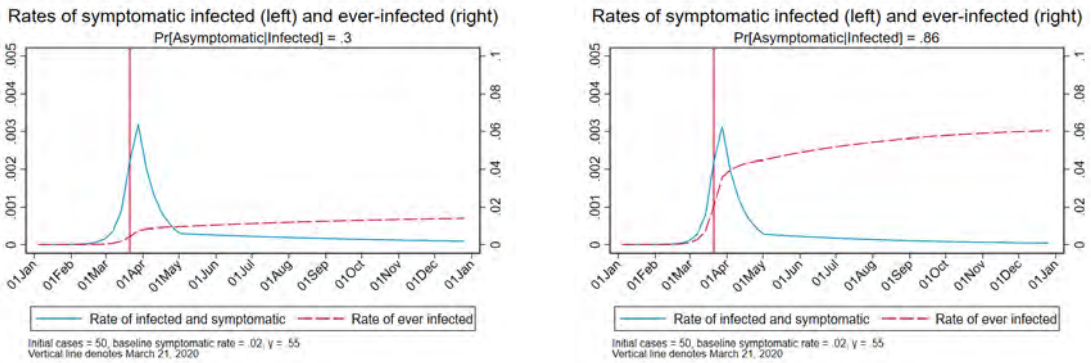 Rates of symptomatic infected (left) and ever-infected (right)
Pr[Asymptomatic|Infected] = .3
.005
.004
.003
.002
.001
0
.1
.08
.06
.04
.02
0
01Jan
01Feb
01Mar
01Apr
01May
01Jun
01Jul
01Aug
01Sep
01Oct
01Nov
01Dec
01Jan
Rate of infected and symptomatic
Rate of ever infected
Initial cases = 50, baseline symptomatic rate = .02, γ = .55
Vertical line denotes March 21, 2020
Rates of symptomatic infected (left) and ever-infected (right)
Pr[Asymptomatic|Infected] = .86
.005
.004
.003
.002
.001
0
.1
.08
.06
.04
.02
0
01Jan
01Feb
01Mar
01Apr
01May
01Jun
01Jul
01Aug
01Sep
01Oct
01Nov
01Dec
01Jan
Rate of infected and symptomatic
Rate of ever infected
Initial cases = 50, baseline symptomatic rate = .02, γ = .55
Vertical line denotes March 21, 2020